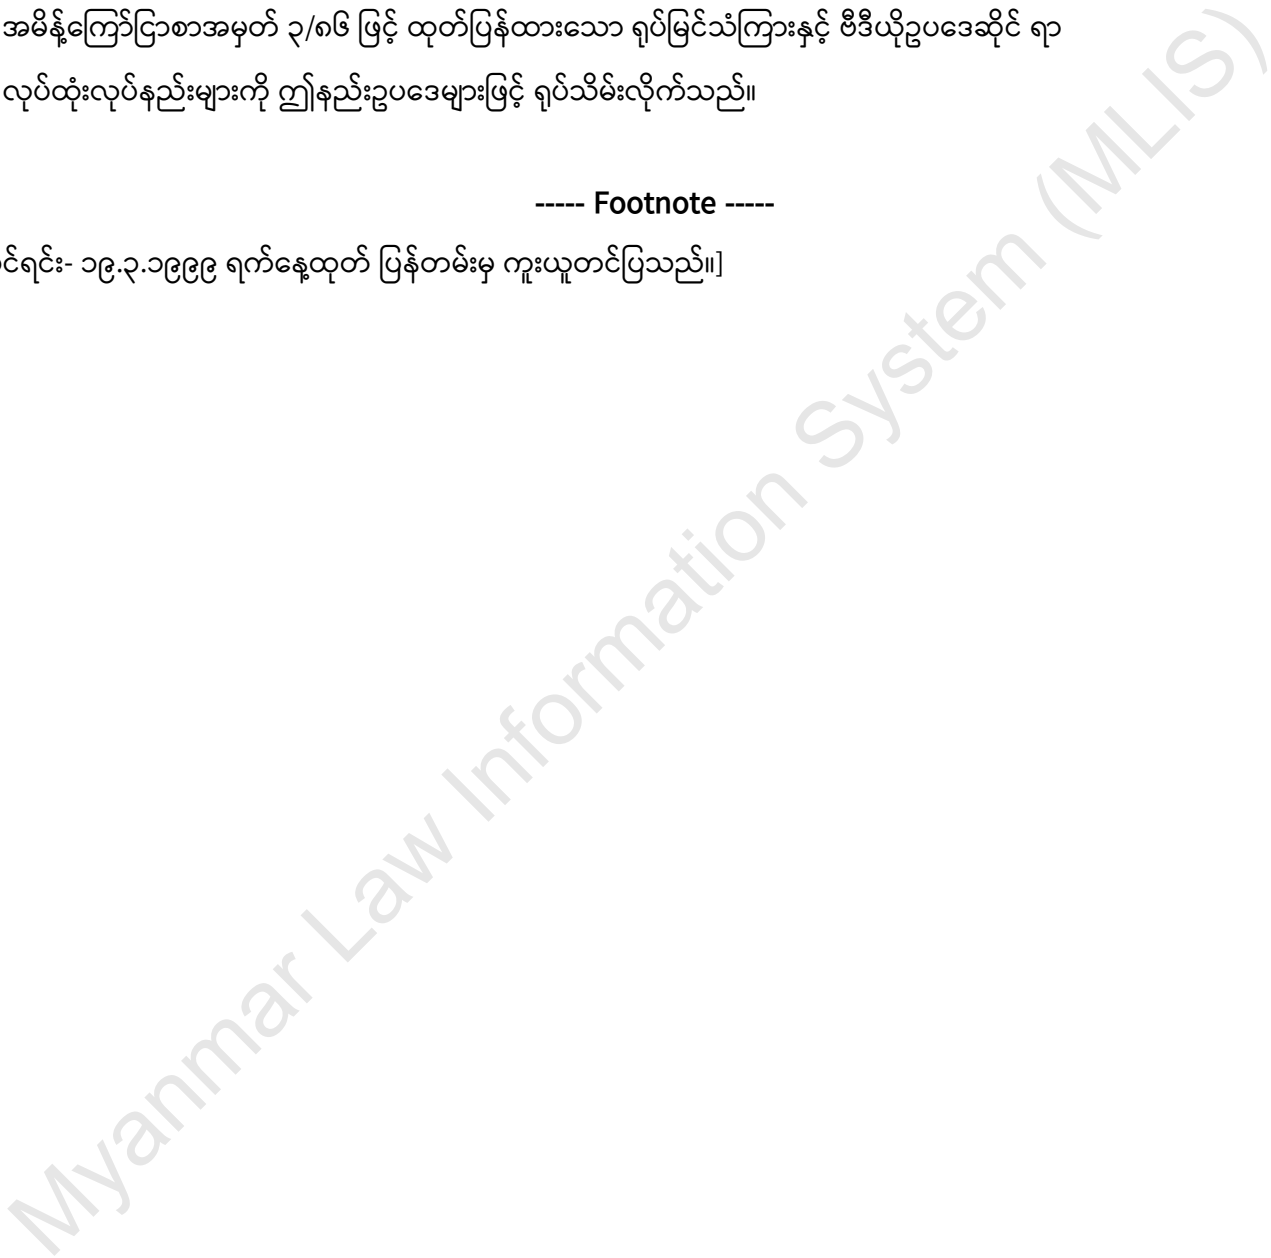 အမိန့်ကြော်ငြာစာအမှတ် ၃/၈၆ ဖြင့် ထုတ်ပြန်ထားသော ရုပ်မြင်သံကြားနှင့် ဗီဒီယိုဥပဒေဆိုင် ရာ
လုပ်ထုံးလုပ်နည်းများကို ဤနည်းဥပဒေများဖြင့် ရုပ်သိမ်းလိုက်သည်။
----- Footnote -----
ရင်း- ၁၉.၃.၁၉၉၉ ရက်နေ့ထုတ် ပြန်တမ်းမှ ကူးယူတင်ပြသည်။]
Myanmar Law Information System (MLIS)